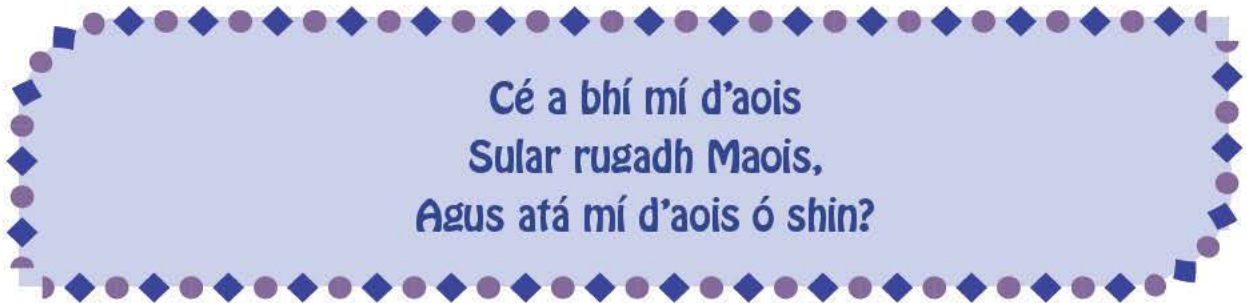 Cé a bhí mí d’aois
Sular rugadh Maois,
Agus atá mí d’aois ó shin?